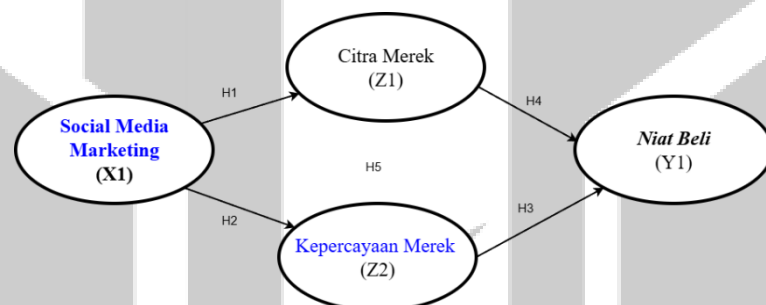 Citra Merek
(Z1)
H1
H4
Social Media
Marketing
(X1)
Niat Beli
(Y1)
H5
H2
H3
Kepercayaan Merek
(Z2)